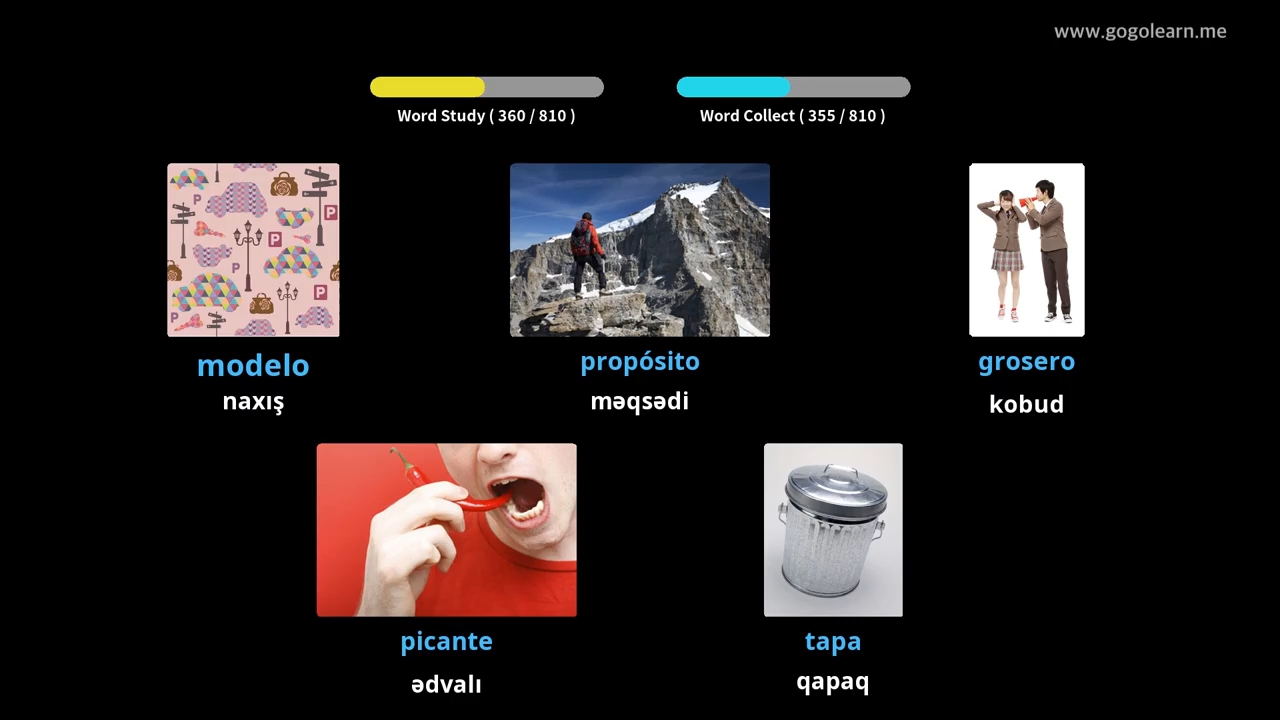 www.gogolearn.me
Word Study ( 360 / 810 )
Word Collect ( 355 / 810 )
P
P
P
P
P
P
modelo
naxış
propósito
məqsədi
grosero
kobud
picante
ədvalı
tapa
qapaq